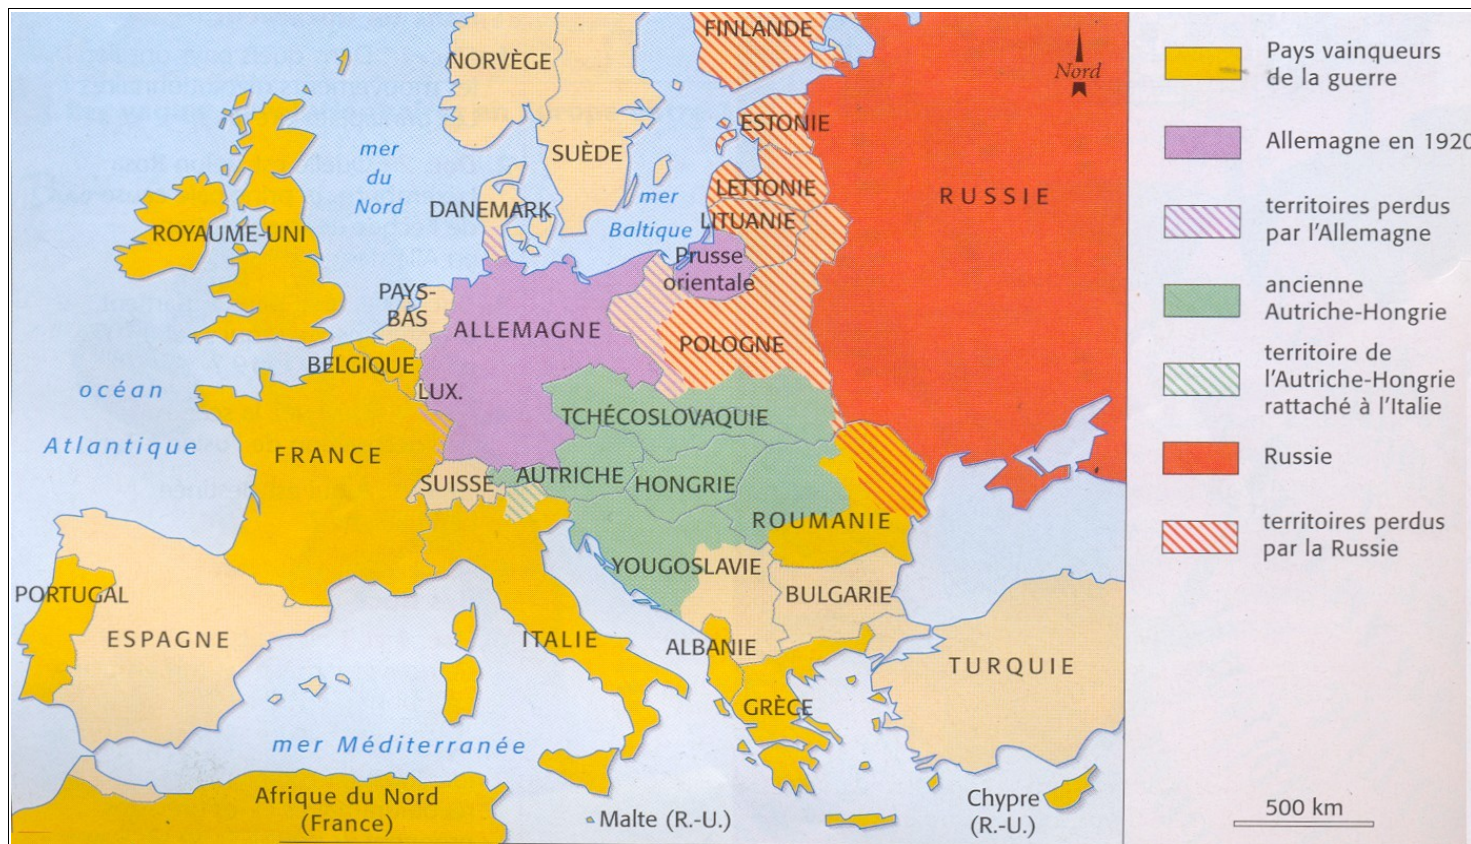 FINLANDE
NORVÈGE
Nord
ESTONIE
SUÈDE
mer
du
Nord
LETTONIE
RUSSIE
mer
Baltique
DANEMARK
LITUANIE
ROYAUME-UNI
Prusse
orientale
PAYS-
BAS
ALLEMAGNE
POLOGNE
BELGIQUE
LUX.
océan
Atlantique
TCHÉCOSLOVAQUIE
FRANCE
SUISSE
AUTRICHE
HONGRIE
ROUMANIE
YOUGOSLAVIE
BULGARIE
PORTUGAL
ESPAGNE
ITALIE
ALBANIE
TURQUIE
GRÈCE
mer Méditerranée
Afrique du Nord
(France)
Malte (R.-U.)
Chypre
(R.-U.)
Pays vainqueurs
de la guerre
Allemagne en 1920
territoires perdus
par l'Allemagne
ancienne
Autriche-Hongrie
territoire de
l'Autriche-Hongrie
rattaché à l'Italie
Russie
territoires perdus
par la Russie
500 km